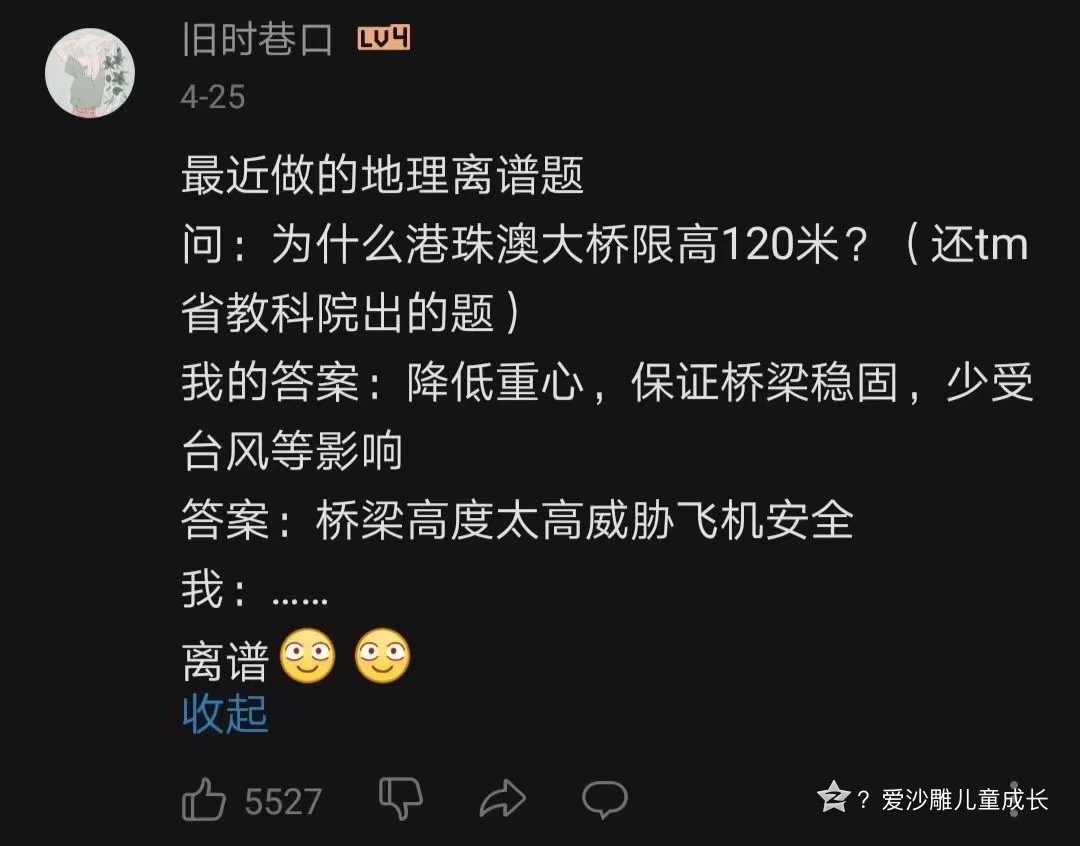 旧时巷口 LV4
4-25
最近做的地理离谱题
问：为什么港珠澳大桥限高120米？（还tm
省教科院出的题）
我的答案：降低重心，保证桥梁稳固，少受
台风等影响
答案：桥梁高度太高威胁飞机安全
我：……
离谱
收起
5527
？爱沙雕儿童成长